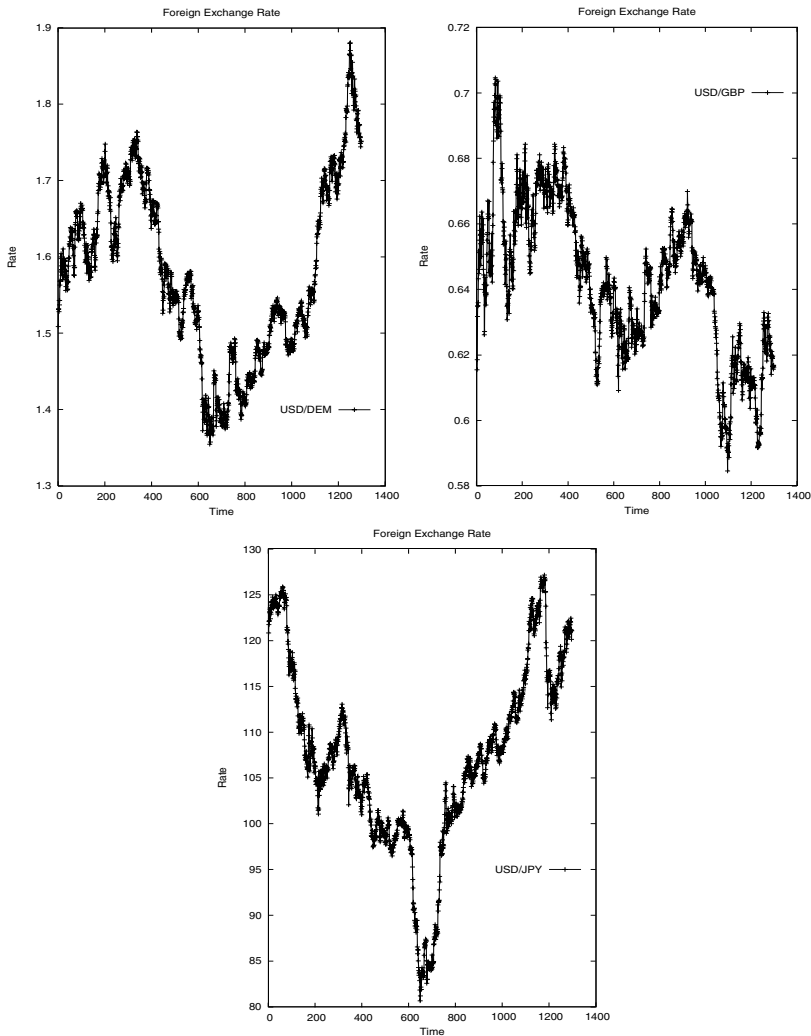 Foreign Exchange Rate
1.9
1.8
1.7
1.6
1.5
1.4
1.3
Rate
USD/DEM
0 200 400 600 800 1000 1200 1400
Time
Foreign Exchange Rate
0.72
0.7
0.68
0.66
0.64
0.62
0.6
0.58
Rate
USD/GBP
0 200 400 600 800 1000 1200 1400
Time
Foreign Exchange Rate
130
125
120
115
110
105
100
95
90
85
80
Rate
USD/JPY
0 200 400 600 800 1000 1200 1400
Time